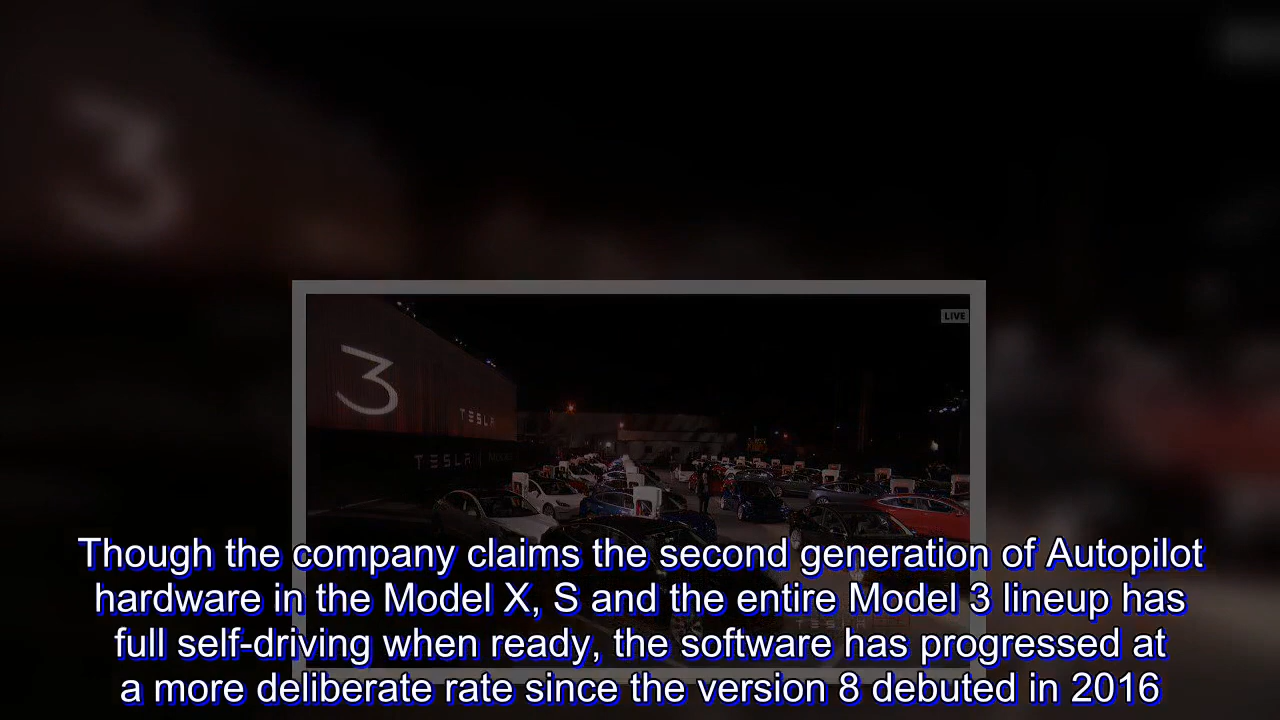 3
LIVE
3
TESLA
TESLA
Though the company claims the second generation of Autopilot
hardware in the Model X, S and the entire Model 3 lineup has
full self-driving when ready, the software has progressed at
a more deliberate rate since the version 8 debuted in 2016